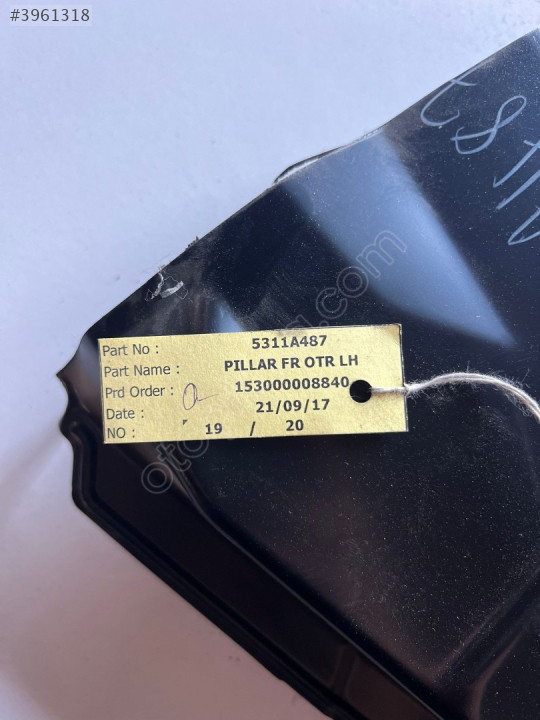 #3961318
Part No : 5311A487
Part Name : PILLAR FR OTR LH
Prd Order : 153000008840
Date : 21/09/17
NO : 19 / 20